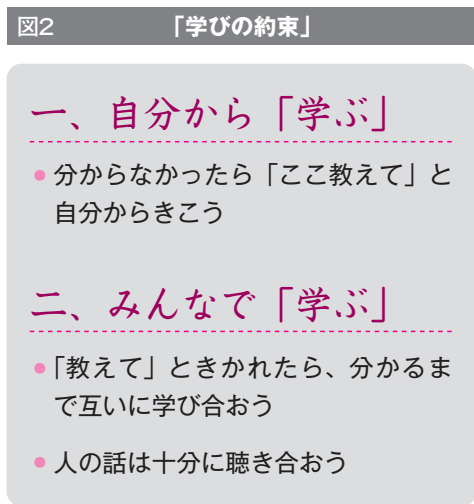 図2 「学びの約束」
一、自分から「学ぶ」
● 分からなかったら「ここ教えて」と
自分からきこう
二、みんなで「学ぶ」
● 「教えて」ときかれたら、分かるま
で互いに学び合おう
● 人の話は十分に聴き合おう